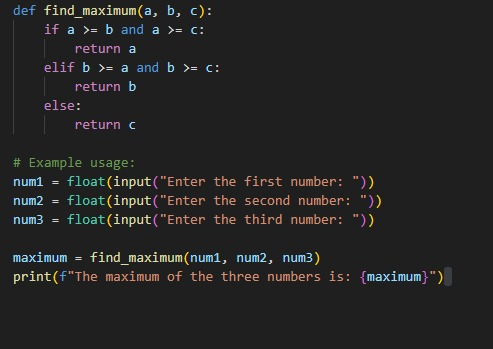 def find_maximum(a, b, c):
    if a >= b and a >= c:
        return a
    elif b >= a and b >= c:
        return b
    else:
        return c

# Example usage:
num1 = float(input("Enter the first number: "))
num2 = float(input("Enter the second number: "))
num3 = float(input("Enter the third number: "))

maximum = find_maximum(num1, num2, num3)
print(f"The maximum of the three numbers is: {maximum}")